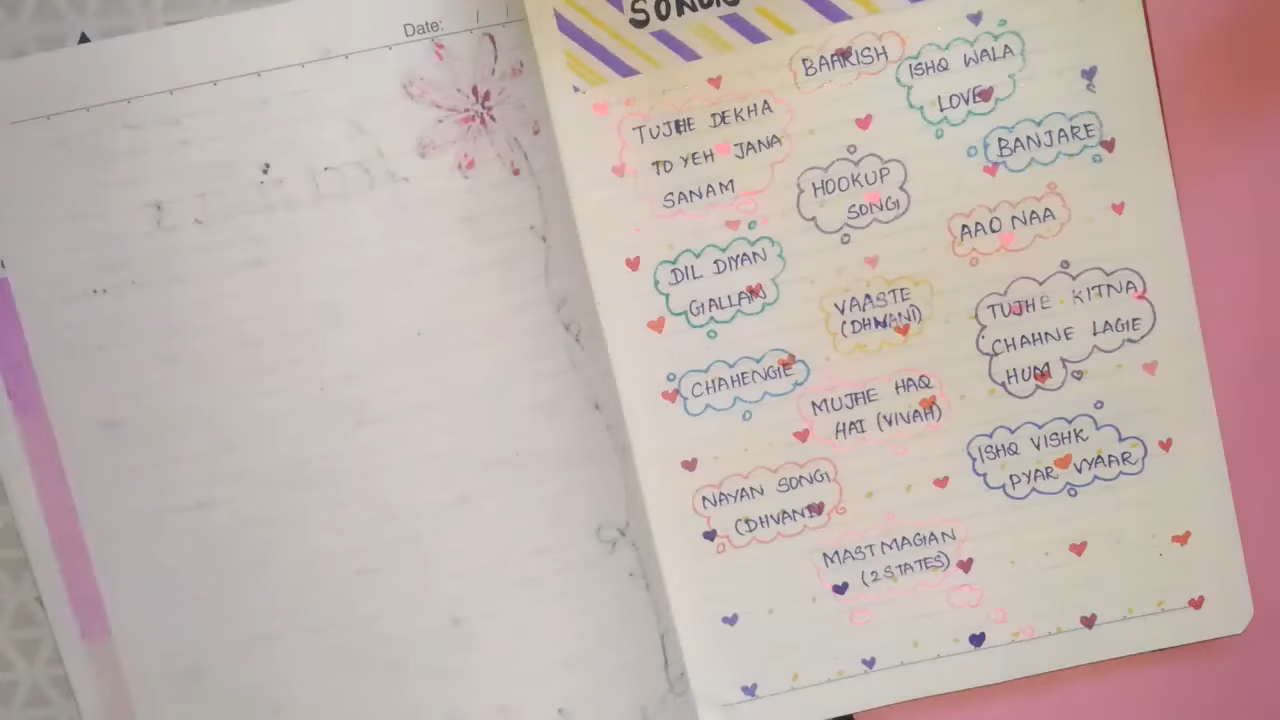 Date: / /
SONGS
BAARISH
ISHQ WALA
LOVE
TUJHE DEKHA
TO YEH JANA
SANAM
BANJARE
HOOKUP
SONG
AAO NAA
DIL DIYAN
GALLAN
VAASTE
(DHVANI)
TUJHE KITNA
CHAHNE LAGE
HUM
CHAHENGE
MUJHE HAQ
HAI (VIVAH)
ISHQ VISHK
PYAR VYAAR
NAYAN SONG
(DHVANI)
MAST MAGAN
(2 STATES)